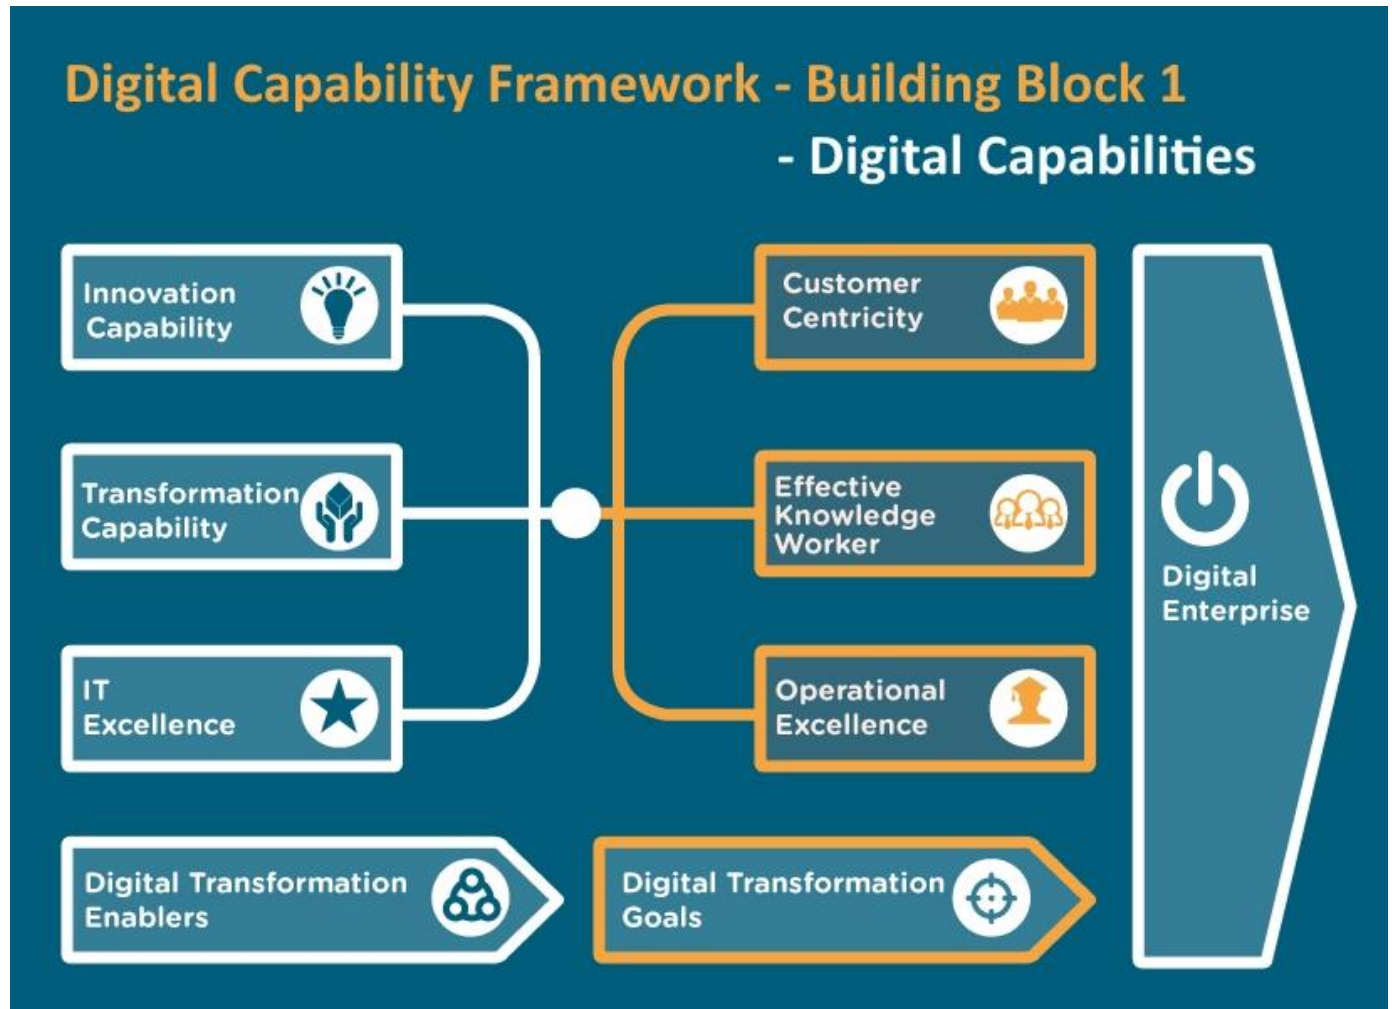 Digital Capability Framework - Building Block 1
- Digital Capabilities
Innovation
Capability
Customer
Centricity
Transformation
Capability
Effective
Knowledge
Worker
Digital
Enterprise
IT
Excellence
Operational
Excellence
Digital Transformation
Enablers
Digital Transformation
Goals